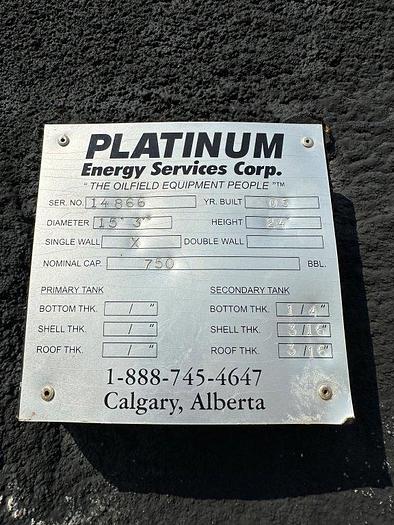 PLATINUM
Energy Services Corp.
"THE OILFIELD EQUIPMENT PEOPLE"™
SER. NO. 14866 YR. BUILT 05
DIAMETER 15' 3" HEIGHT 24'
SINGLE WALL X DOUBLE WALL
NOMINAL CAP. 750 BBL.
PRIMARY TANK SECONDARY TANK
BOTTOM THK. / " BOTTOM THK. 1/4"
SHELL THK. / " SHELL THK. 3/16"
ROOF THK. / " ROOF THK. 3/16"
1-888-745-4647
Calgary, Alberta